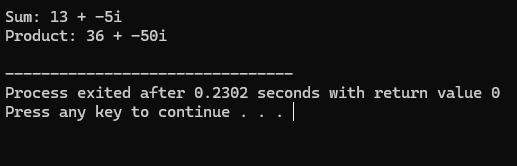 Sum: 13 + -5i
Product: 36 + -50i
--------------------------------
Process exited after 0.2302 seconds with return value 0
Press any key to continue . . .